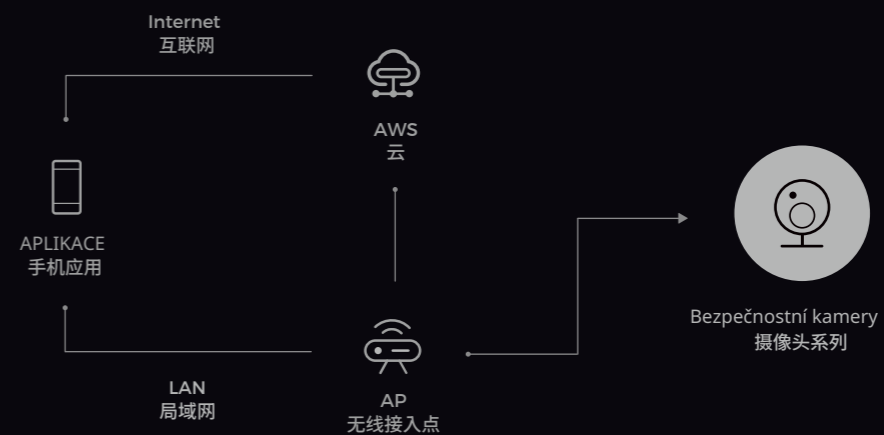 Internet
互联网
AWS
云
APLIKACE
手机应用
Bezpečnostní kamery
摄像头系列
LAN
局域网
AP
无线接入点